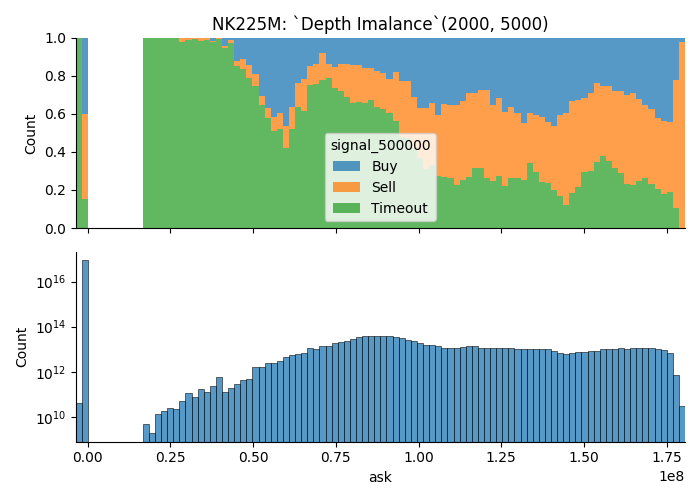 NK225M: `Depth Imalance`(2000, 5000)
1.0
0.8
0.6
0.4
0.2
0.0
Count
signal_500000
Buy
Sell
Timeout
10^16
10^14
10^12
10^10
Count
0.00 0.25 0.50 0.75 1.00 1.25 1.50 1.75
1e8
ask